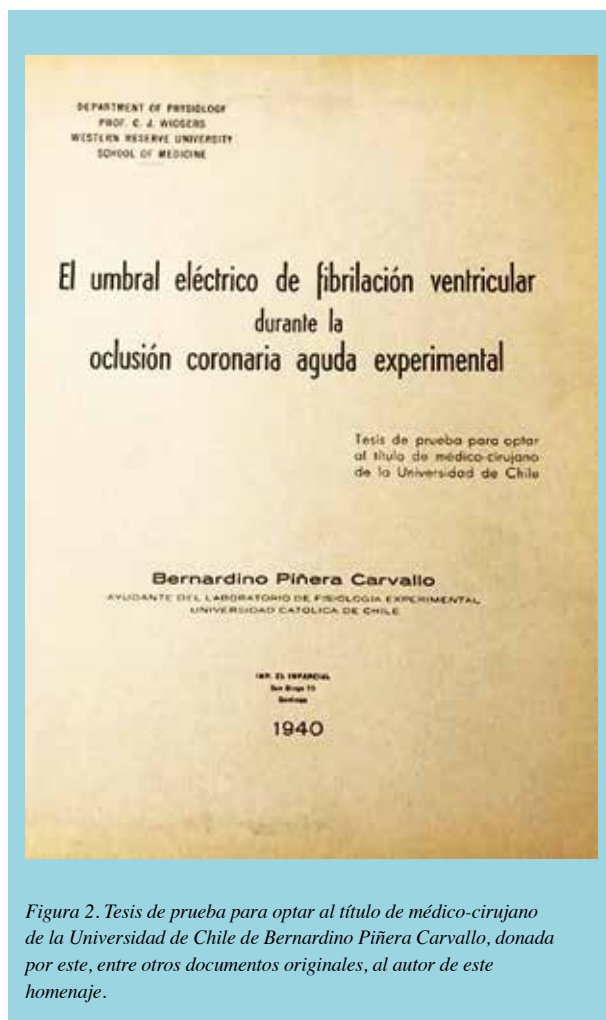 DEPARTMENT OF PHYSIOLOGY
PROF. C. J. WIGGERS
WESTERN RESERVE UNIVERSITY
SCHOOL OF MEDICINE
El umbral eléctrico de fibrilación ventricular
durante la
oclusión coronaria aguda experimental
Tesis de prueba para optar
al título de médico-cirujano
de la Universidad de Chile
Bernardino Piñera Carvallo
AYUDANTE DEL LABORATORIO DE FISIOLOGIA EXPERIMENTAL
UNIVERSIDAD CATOLICA DE CHILE
IMP. EL IMPARCIAL
San Diego
Santiago
1940
Figura 2. Tesis de prueba para optar al título de médico-cirujano
de la Universidad de Chile de Bernardino Piñera Carvallo, donada
por este, entre otros documentos originales, al autor de este
homenaje.